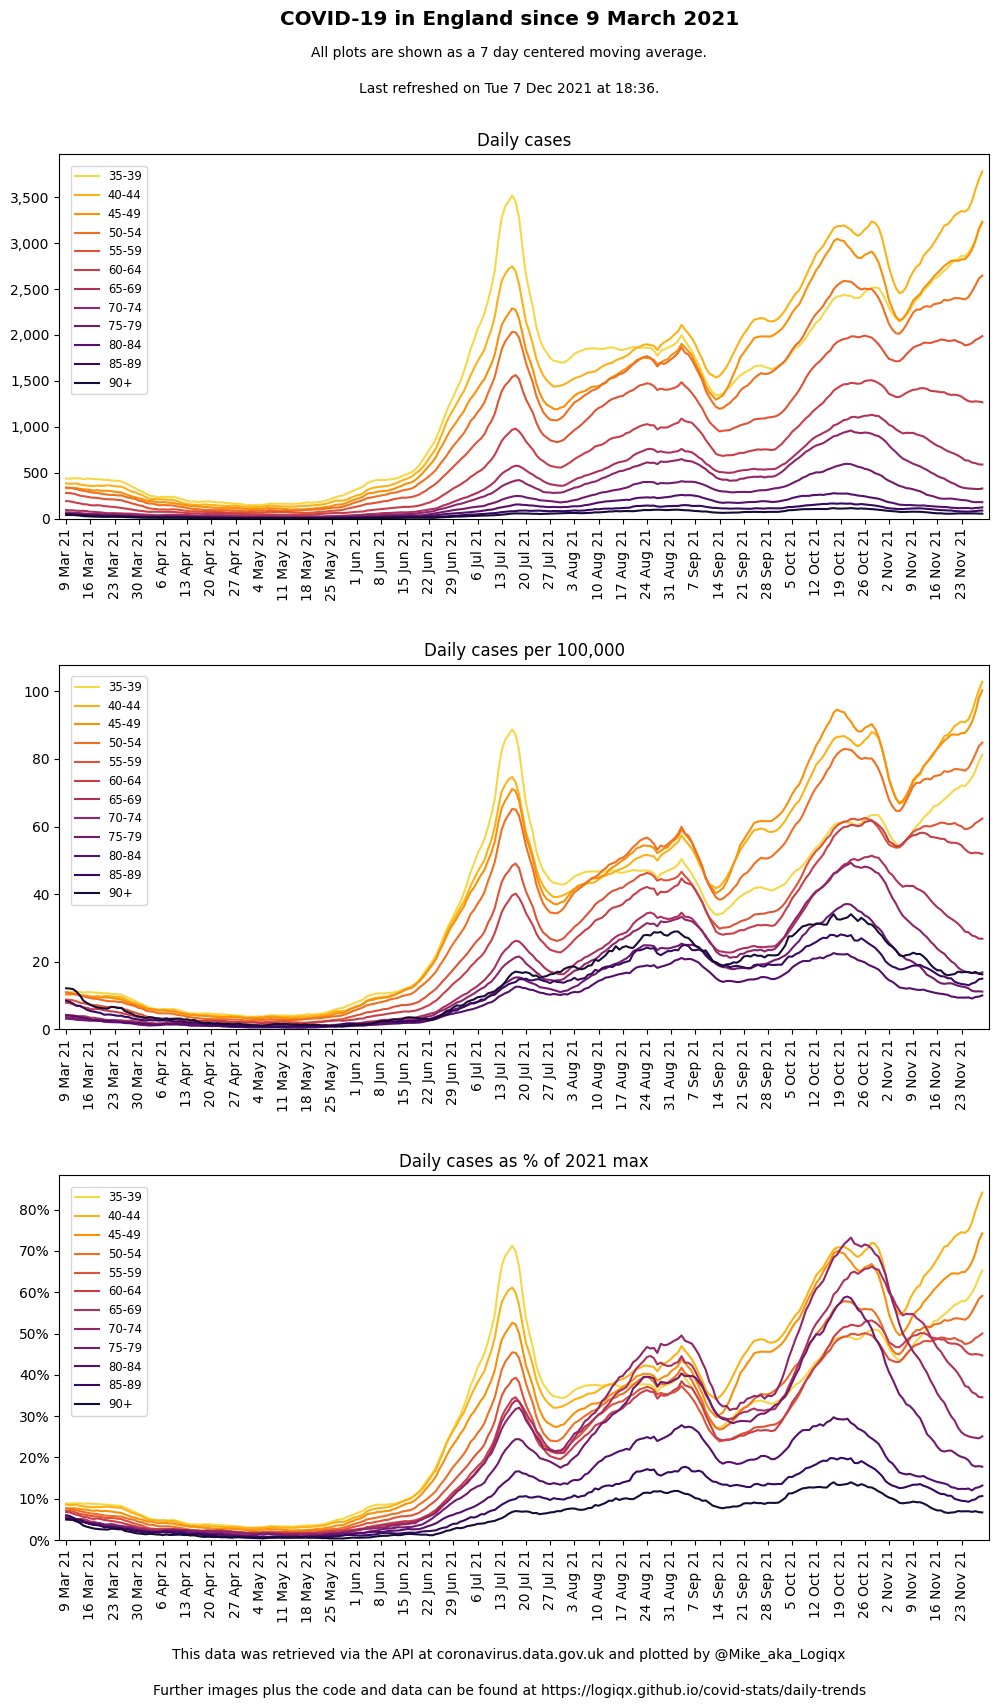 COVID-19 in England since 9 March 2021
All plots are shown as a 7 day centered moving average.
Last refreshed on Tue 7 Dec 2021 at 18:36.
Daily cases
3,500
3,000
2,500
2,000
1,500
1,000
500
0
35-39
40-44
45-49
50-54
55-59
60-64
65-69
70-74
75-79
80-84
85-89
90+
9 Mar 21
16 Mar 21
23 Mar 21
30 Mar 21
6 Apr 21
13 Apr 21
20 Apr 21
27 Apr 21
4 May 21
11 May 21
18 May 21
25 May 21
1 Jun 21
8 Jun 21
15 Jun 21
22 Jun 21
29 Jun 21
6 Jul 21
13 Jul 21
20 Jul 21
27 Jul 21
3 Aug 21
10 Aug 21
17 Aug 21
24 Aug 21
31 Aug 21
7 Sep 21
14 Sep 21
21 Sep 21
28 Sep 21
5 Oct 21
12 Oct 21
19 Oct 21
26 Oct 21
2 Nov 21
9 Nov 21
16 Nov 21
23 Nov 21
Daily cases per 100,000
100
80
60
40
20
0
35-39
40-44
45-49
50-54
55-59
60-64
65-69
70-74
75-79
80-84
85-89
90+
9 Mar 21
16 Mar 21
23 Mar 21
30 Mar 21
6 Apr 21
13 Apr 21
20 Apr 21
27 Apr 21
4 May 21
11 May 21
18 May 21
25 May 21
1 Jun 21
8 Jun 21
15 Jun 21
22 Jun 21
29 Jun 21
6 Jul 21
13 Jul 21
20 Jul 21
27 Jul 21
3 Aug 21
10 Aug 21
17 Aug 21
24 Aug 21
31 Aug 21
7 Sep 21
14 Sep 21
21 Sep 21
28 Sep 21
5 Oct 21
12 Oct 21
19 Oct 21
26 Oct 21
2 Nov 21
9 Nov 21
16 Nov 21
23 Nov 21
Daily cases as % of 2021 max
80%
70%
60%
50%
40%
30%
20%
10%
0%
35-39
40-44
45-49
50-54
55-59
60-64
65-69
70-74
75-79
80-84
85-89
90+
9 Mar 21
16 Mar 21
23 Mar 21
30 Mar 21
6 Apr 21
13 Apr 21
20 Apr 21
27 Apr 21
4 May 21
11 May 21
18 May 21
25 May 21
1 Jun 21
8 Jun 21
15 Jun 21
22 Jun 21
29 Jun 21
6 Jul 21
13 Jul 21
20 Jul 21
27 Jul 21
3 Aug 21
10 Aug 21
17 Aug 21
24 Aug 21
31 Aug 21
7 Sep 21
14 Sep 21
21 Sep 21
28 Sep 21
5 Oct 21
12 Oct 21
19 Oct 21
26 Oct 21
2 Nov 21
9 Nov 21
16 Nov 21
23 Nov 21
This data was retrieved via the API at coronavirus.data.gov.uk and plotted by @Mike_aka_Logiqx
Further images plus the code and data can be found at https://logiqx.github.io/covid-stats/daily-trends